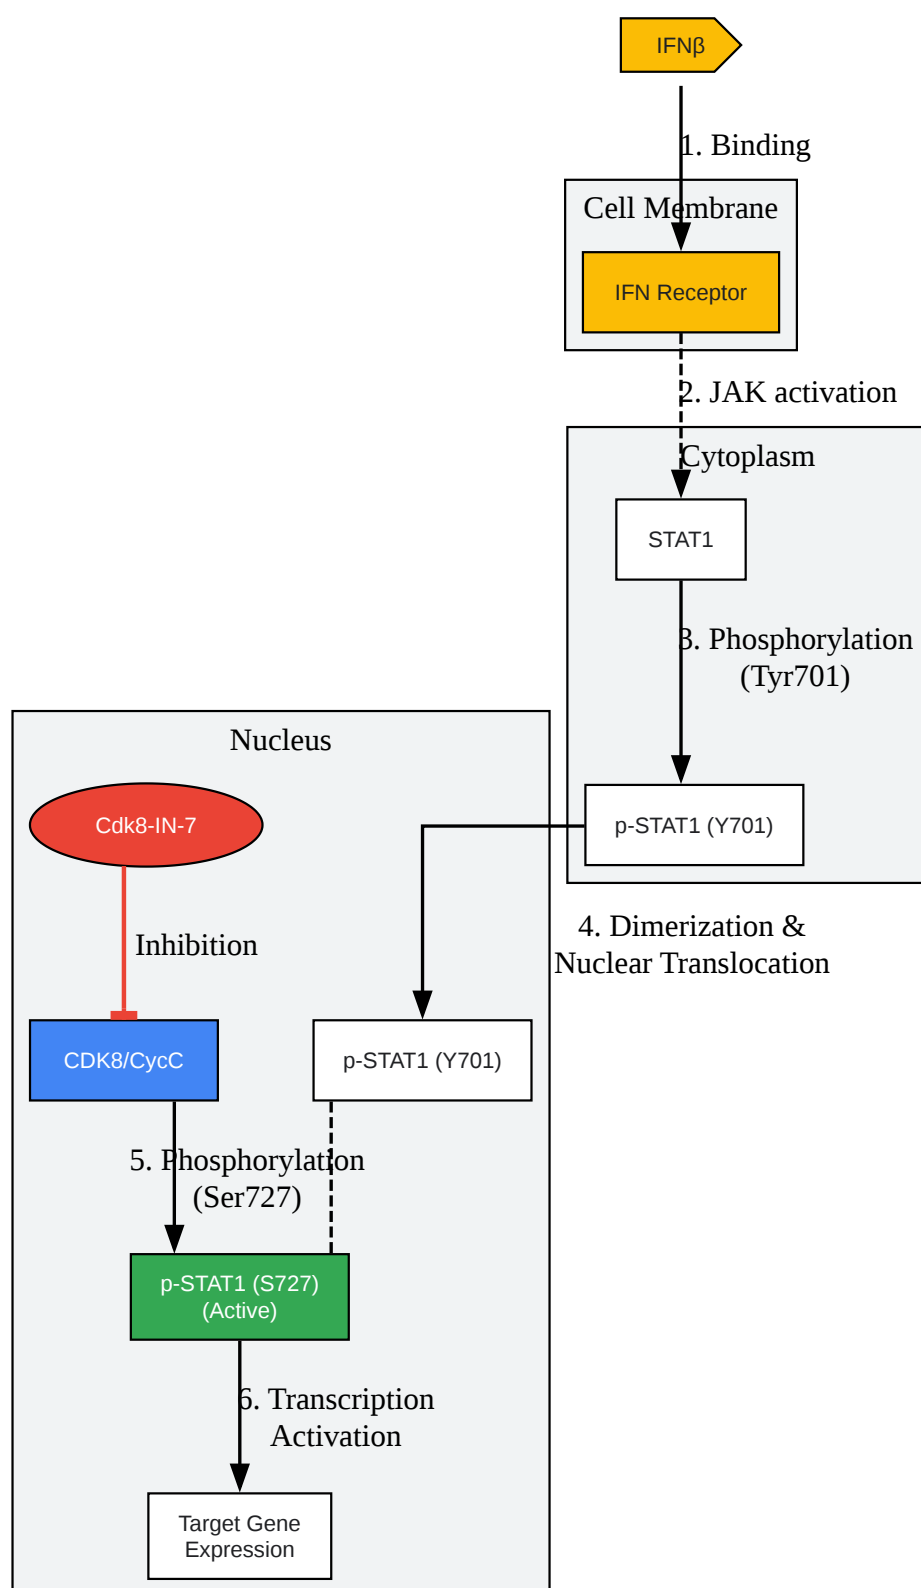 IFNβ
1. Binding
Cell Membrane
IFN Receptor
2. JAK activation
Cytoplasm
STAT1
3. Phosphorylation
(Tyr701)
Nucleus
Cdk8-IN-7
p-STAT1 (Y701)
Inhibition
4. Dimerization &
Nuclear Translocation
CDK8/CycC
p-STAT1 (Y701)
5. Phosphorylation
(Ser727)
p-STAT1 (S727)
(Active)
6. Transcription
Activation
Target Gene
Expression